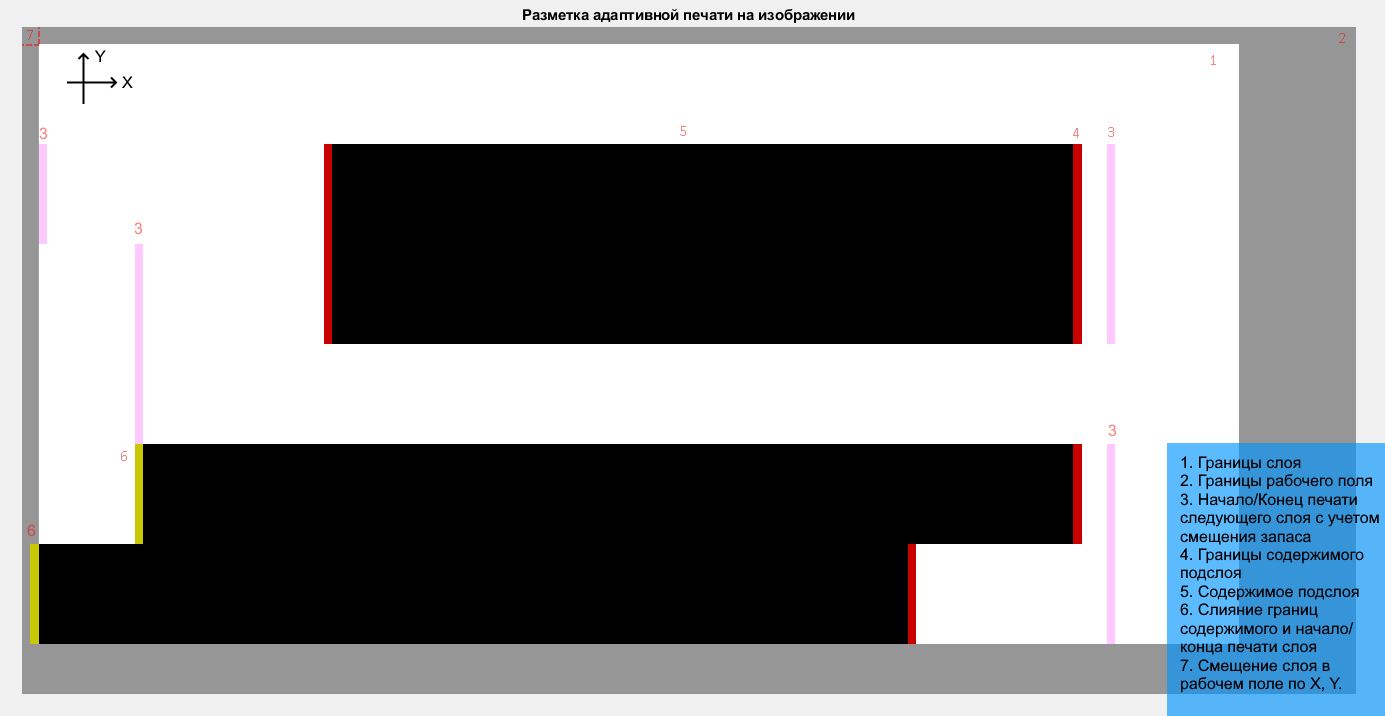 Разметка адаптивной печати на изображении
7
2
Y
1
X
3
5
4
3
3
3
6
6
1. Границы слоя
2. Границы рабочего поля
3. Начало/Конец печати
следующего слоя с учетом
смещения запаса
4. Границы содержимого
подслоя
5. Содержимое подслоя
6. Слияние границ
содержимого и начало/
конца печати слоя
7. Смещение слоя в
рабочем поле по X, Y.